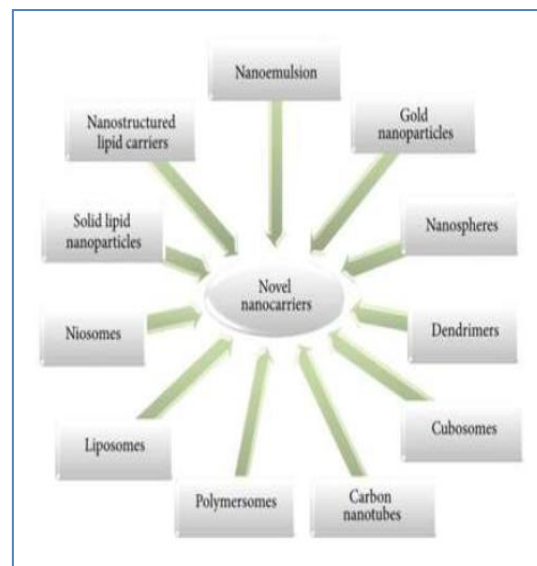 Nanoemulsion
Gold
nanoparticles
Nanostructured
lipid carriers
Nanospheres
Solid lipid
nanoparticles
Novel
nanocarriers
Niosomes
Dendrimers
Cubosomes
Liposomes
Polymersomes
Carbon
nanotubes